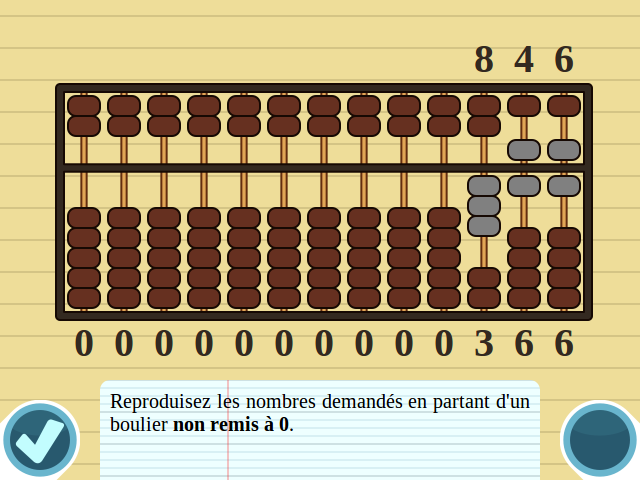 8 4 6
0 0 0 0 0 0 0 0 0 0 3 6 6
Reproduisez les nombres demandés en partant d'un
boulier non remis à 0.